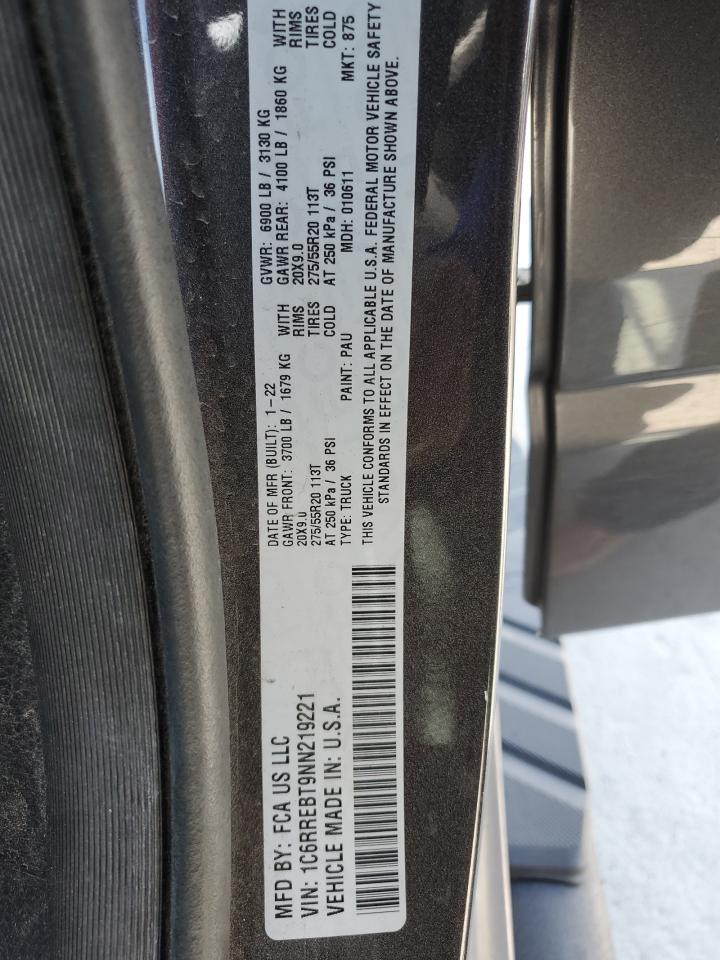 MFD BY: FCA US LLC
VIN: 1C6RREBT9NN219221
VEHICLE MADE IN: U.S.A.
DATE OF MFR (BUILT): 1-22 GVWR: 6900 LB / 3130 KG
GAWR FRONT: 3700 LB / 1679 KG WITH GAWR REAR: 4100 LB / 1860 KG WITH
20X9.0 RIMS 20X9.0 RIMS
275/55R20 113T TIRES 275/55R20 113T TIRES
AT 250 kPa / 36 PSI COLD AT 250 kPa / 36 PSI COLD
TYPE: TRUCK PAINT: PAU MDH: 010611 MKT: 875
THIS VEHICLE CONFORMS TO ALL APPLICABLE U.S.A. FEDERAL MOTOR VEHICLE SAFETY
STANDARDS IN EFFECT ON THE DATE OF MANUFACTURE SHOWN ABOVE.